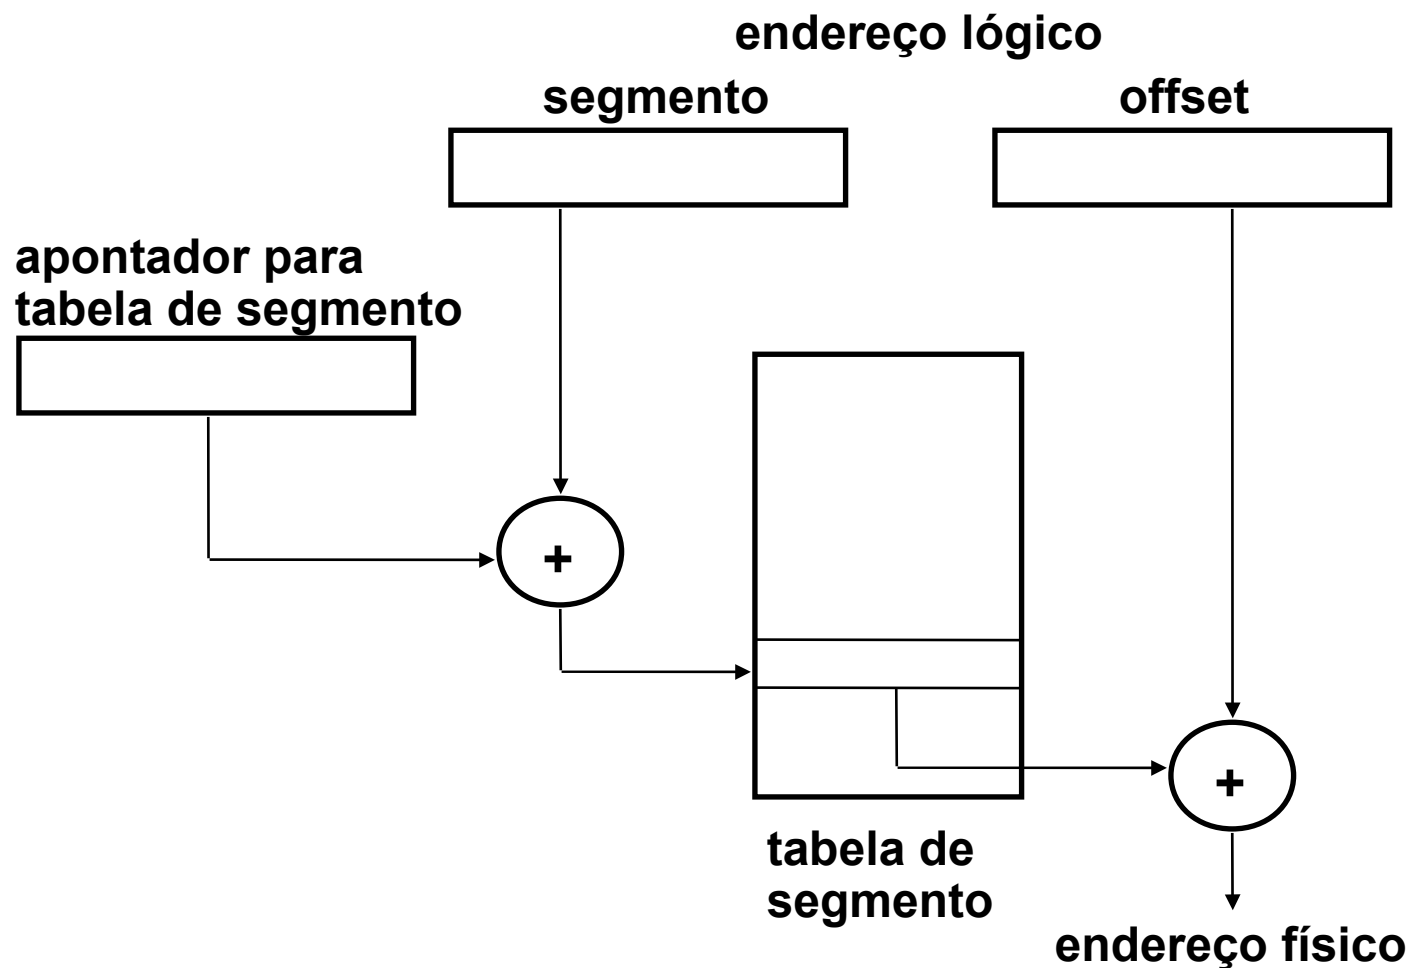 endereço lógico
segmento
offset
apontador para
tabela de segmento
+
+
tabela de
segmento
endereço físico